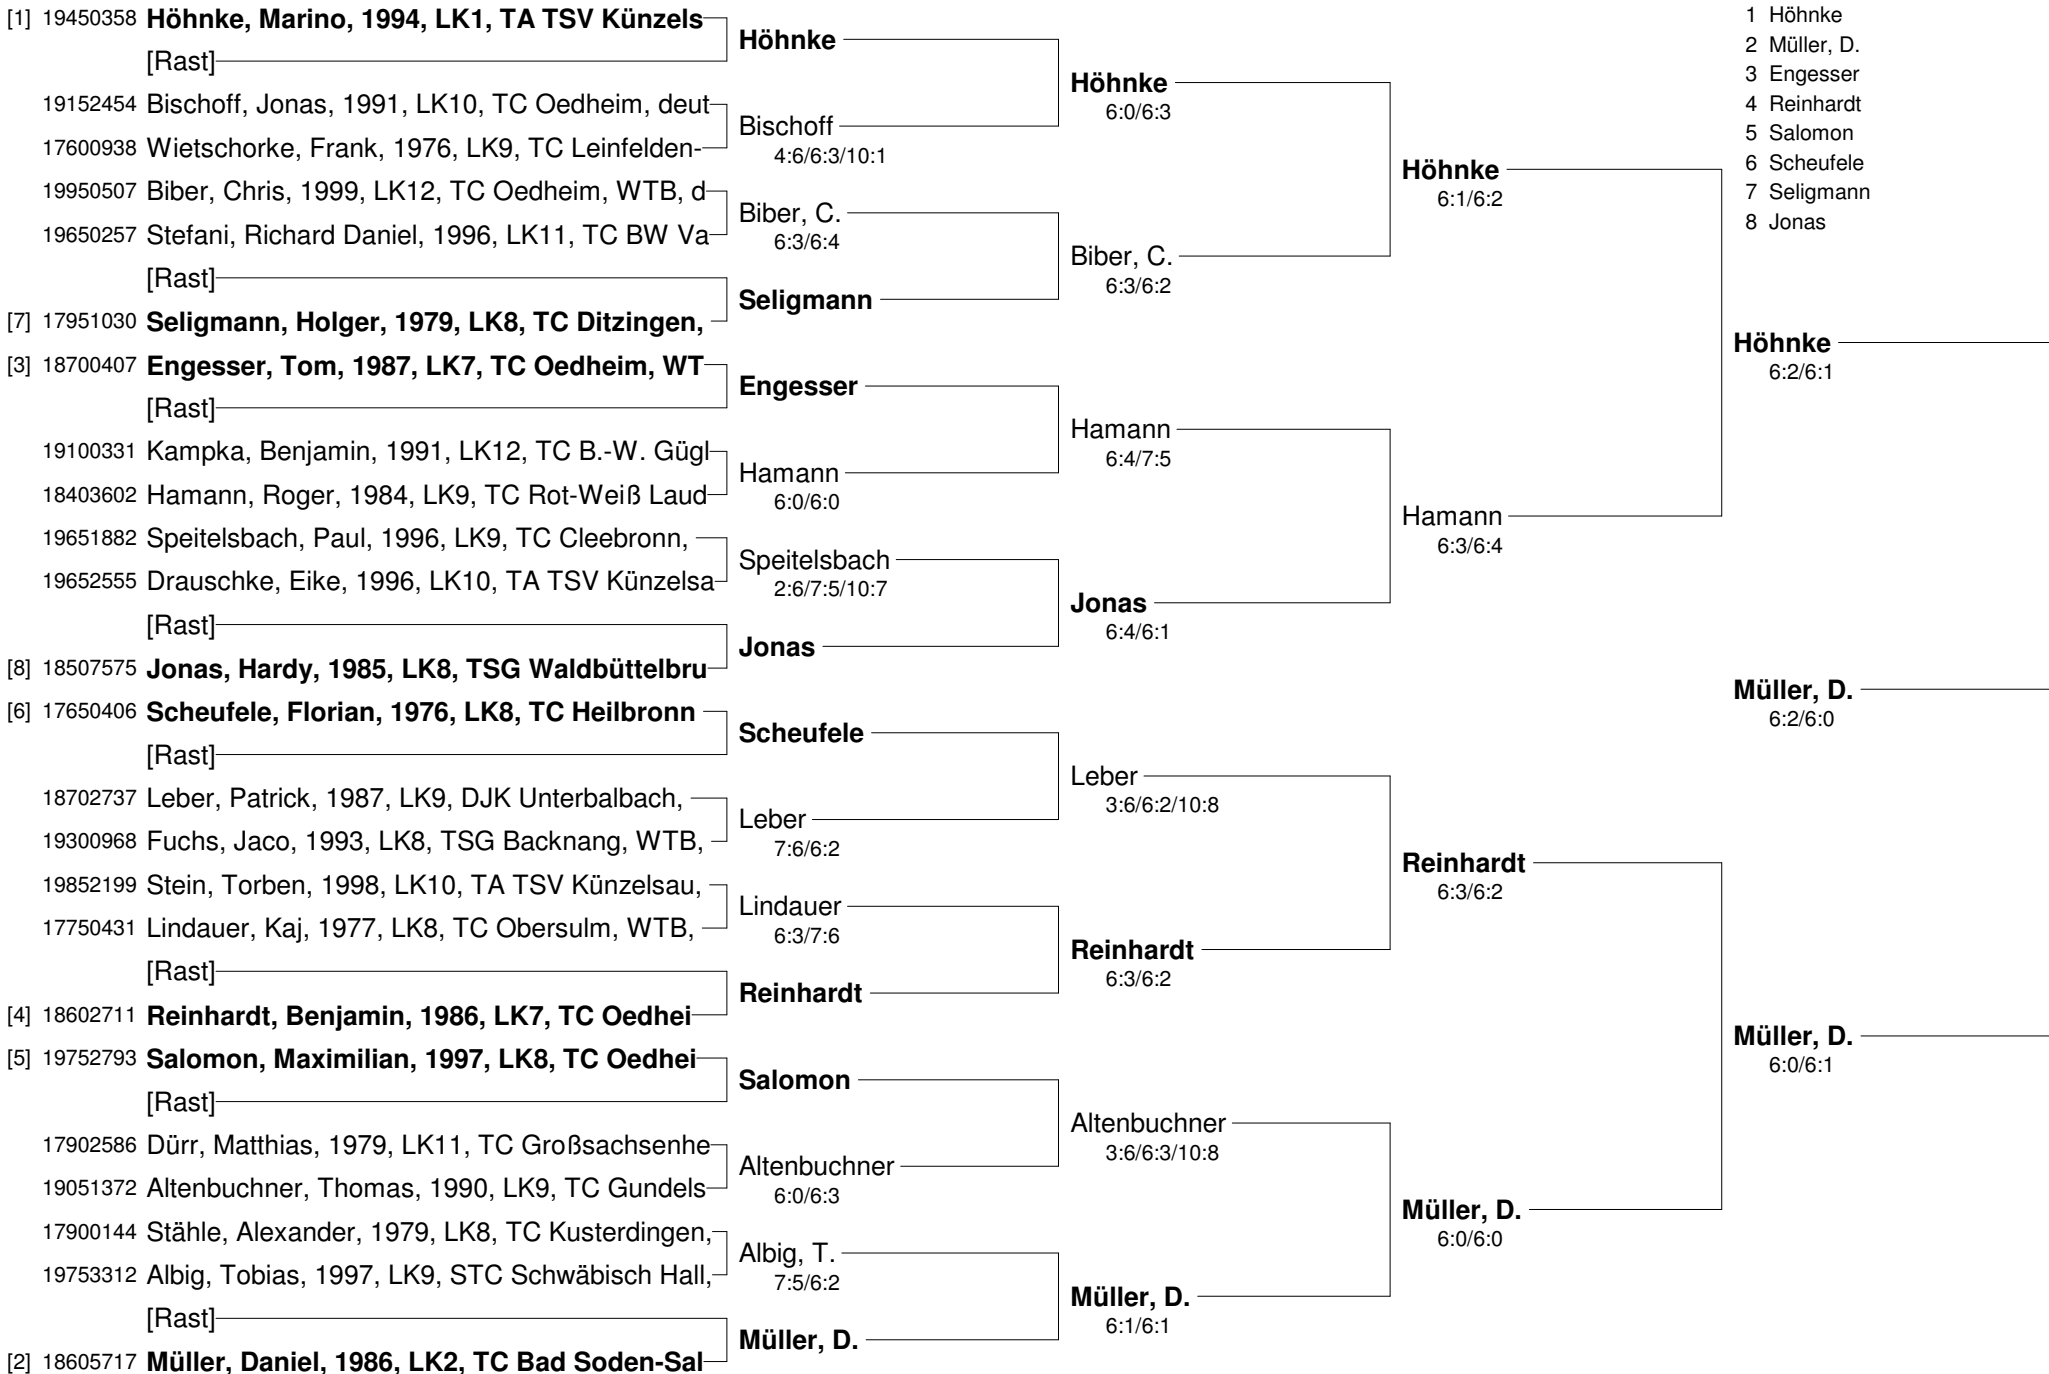 [1] 19450358 Höhnke, Marino, 1994, LK1, TA TSV Künzels
[Rast]
19152454 Bischoff, Jonas, 1991, LK10, TC Oedheim, deut
17600938 Wietschorke, Frank, 1976, LK9, TC Leinfelden-
19950507 Biber, Chris, 1999, LK12, TC Oedheim, WTB, d
19650257 Stefani, Richard Daniel, 1996, LK11, TC BW Va
[Rast]
[7] 17951030 Seligmann, Holger, 1979, LK8, TC Ditzingen,
[3] 18700407 Engesser, Tom, 1987, LK7, TC Oedheim, WT
[Rast]
19100331 Kampka, Benjamin, 1991, LK12, TC B.-W. Gügl
18403602 Hamann, Roger, 1984, LK9, TC Rot-Weiß Laud
19651882 Speitelsbach, Paul, 1996, LK9, TC Cleebronn,
19652555 Drauschke, Eike, 1996, LK10, TA TSV Künzelsa
[Rast]
[8] 18507575 Jonas, Hardy, 1985, LK8, TSG Waldbüttelbru
[6] 17650406 Scheufele, Florian, 1976, LK8, TC Heilbronn
[Rast]
18702737 Leber, Patrick, 1987, LK9, DJK Unterbalbach,
19300968 Fuchs, Jaco, 1993, LK8, TSG Backnang, WTB,
19852199 Stein, Torben, 1998, LK10, TA TSV Künzelsau,
17750431 Lindauer, Kaj, 1977, LK8, TC Obersulm, WTB,
[Rast]
[4] 18602711 Reinhardt, Benjamin, 1986, LK7, TC Oedhei
[5] 19752793 Salomon, Maximilian, 1997, LK8, TC Oedhei
[Rast]
17902586 Dürr, Matthias, 1979, LK11, TC Großsachsenhe
19051372 Altenbuchner, Thomas, 1990, LK9, TC Gundels
17900144 Stähle, Alexander, 1979, LK8, TC Kusterdingen,
19753312 Albig, Tobias, 1997, LK9, STC Schwäbisch Hall,
[Rast]
[2] 18605717 Müller, Daniel, 1986, LK2, TC Bad Soden-Sal
Höhnke
Bischoff
4:6/6:3/10:1
Biber, C.
6:3/6:4
Seligmann
Engesser
Hamann
6:0/6:0
Speitelsbach
2:6/7:5/10:7
Jonas
Scheufele
Leber
7:6/6:2
Lindauer
6:3/7:6
Reinhardt
Salomon
Altenbuchner
6:0/6:3
Albig, T.
7:5/6:2
Müller, D.
Höhnke
6:0/6:3
Biber, C.
6:3/6:2
Hamann
6:4/7:5
Jonas
6:4/6:1
Leber
3:6/6:2/10:8
Reinhardt
6:3/6:2
Altenbuchner
3:6/6:3/10:8
Müller, D.
6:1/6:1
Höhnke
6:1/6:2
Hamann
6:3/6:4
Reinhardt
6:3/6:2
Müller, D.
6:0/6:0
1 Höhnke
2 Müller, D.
3 Engesser
4 Reinhardt
5 Salomon
6 Scheufele
7 Seligmann
8 Jonas
Höhnke
6:2/6:1
Müller, D.
6:2/6:0
Müller, D.
6:0/6:1